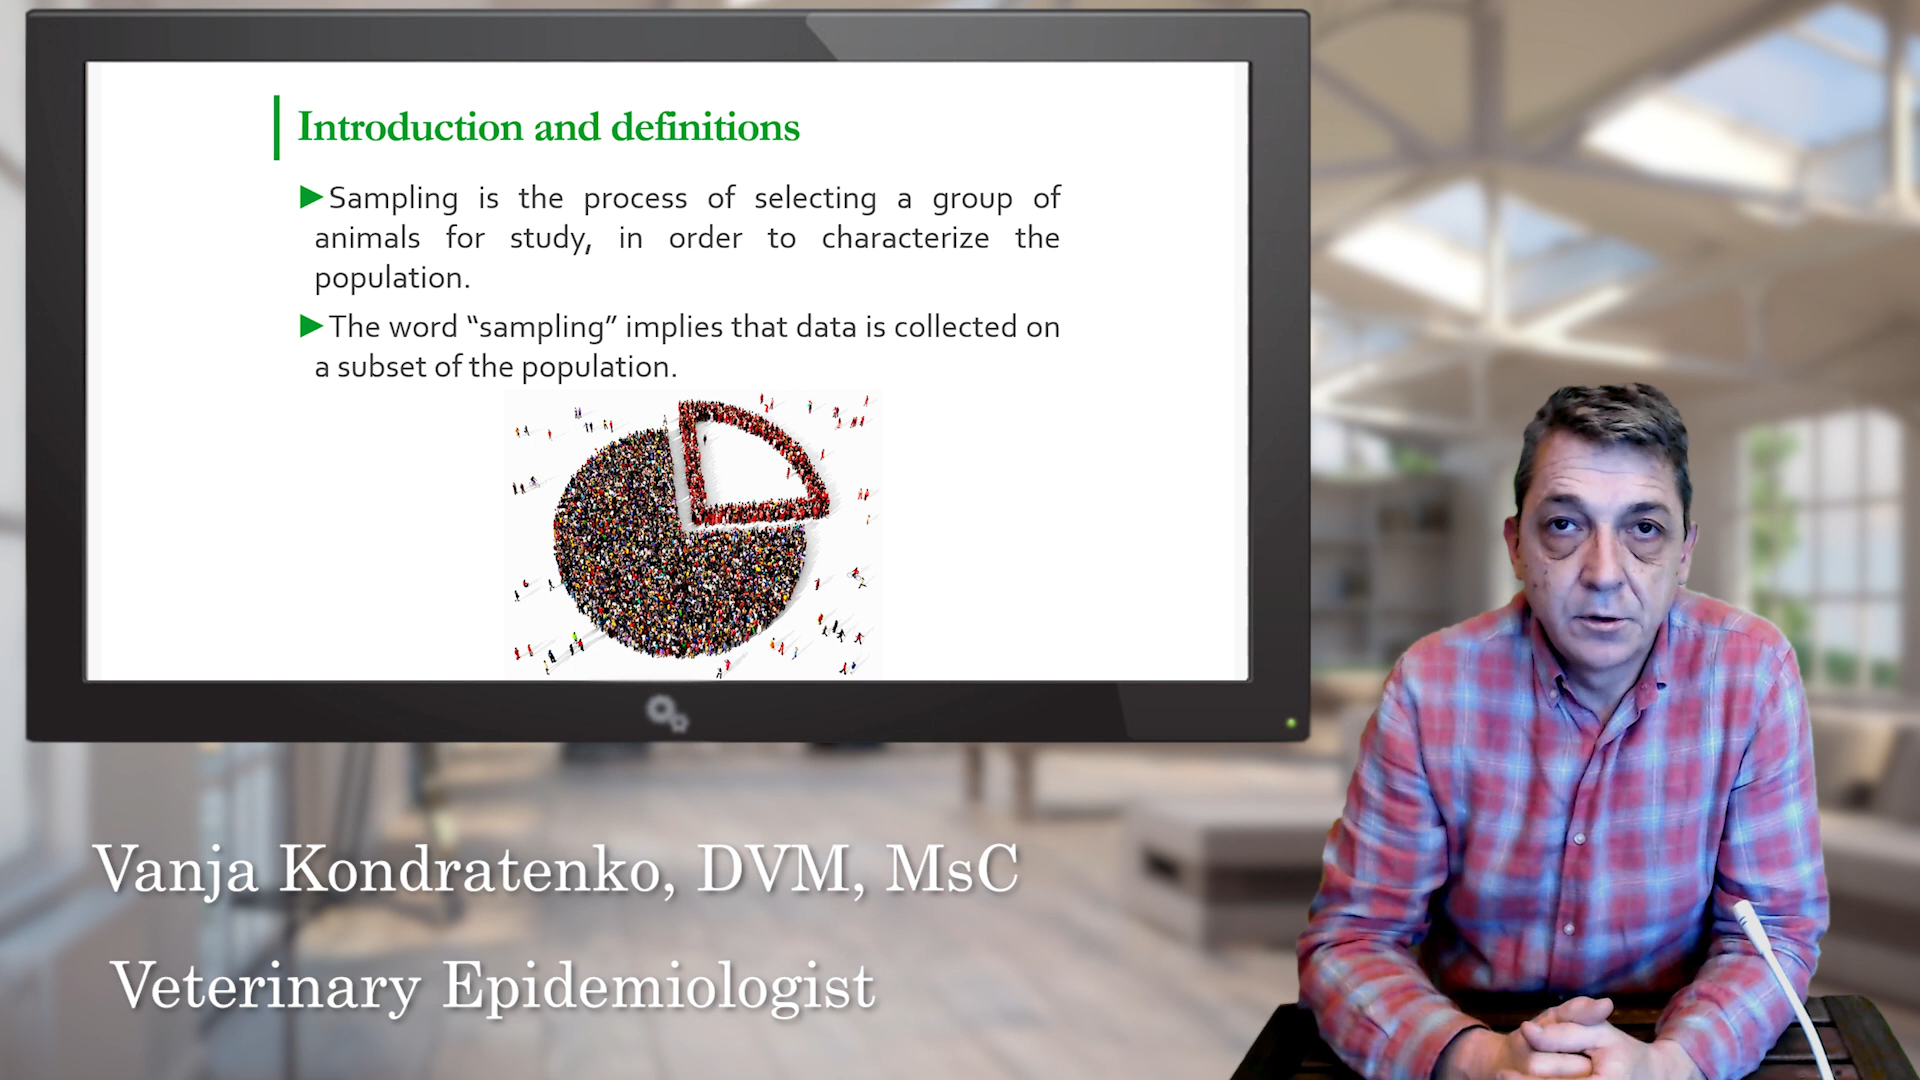 Introduction and definitions
►Sampling is the process of selecting a group of
animals for study, in order to characterize the
population.
►The word “sampling” implies that data is collected on
a subset of the population.
Vanja Kondratenko, DVM, MsC
Veterinary Epidemiologist